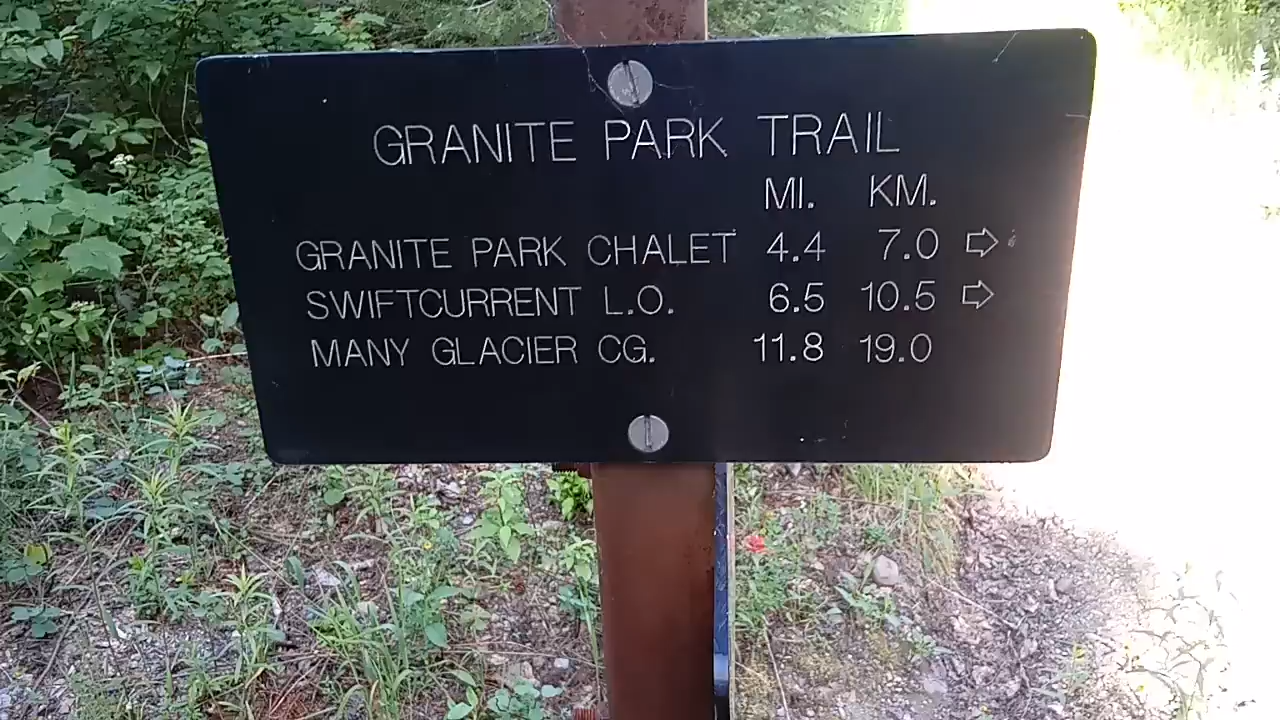 GRANITE PARK TRAIL
MI. KM.
GRANITE PARK CHALET 4.4 7.0 ⇨
SWIFTCURRENT L.O. 6.5 10.5 ⇨
MANY GLACIER CG. 11.8 19.0